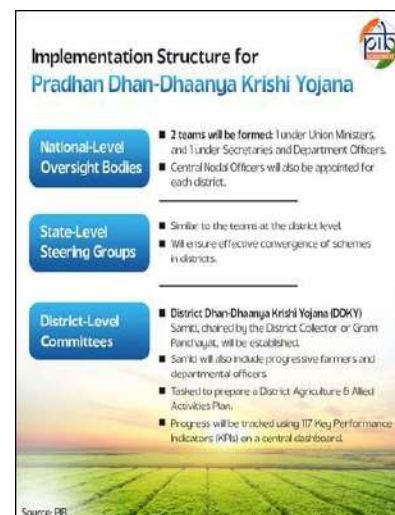 pib
Implementation Structure for
Pradhan Dhan-Dhaanya Krishi Yojana
National-Level
Oversight Bodies
■ 2 teams will be formed: 1 under Union Ministers,
and 1 under Secretaries and Department Officers.
■ Central Nodal Officers will also be appointed for
each district.
State-Level
Steering Groups
■ Similar to the teams at the district level.
■ Will ensure effective convergence of schemes
in districts.
District-Level
Committees
■ District Dhan-Dhaanya Krishi Yojana (DDKY)
Samiti, chaired by the District Collector or Gram
Panchayat, will be established.
■ Samiti will also include progressive farmers and
departmental officers.
■ Tasked to prepare a District Agriculture & Allied
Activities Plan.
■ Progress will be tracked using 117 Key Performance
Indicators (KPIs) on a central dashboard.
Source: PIB